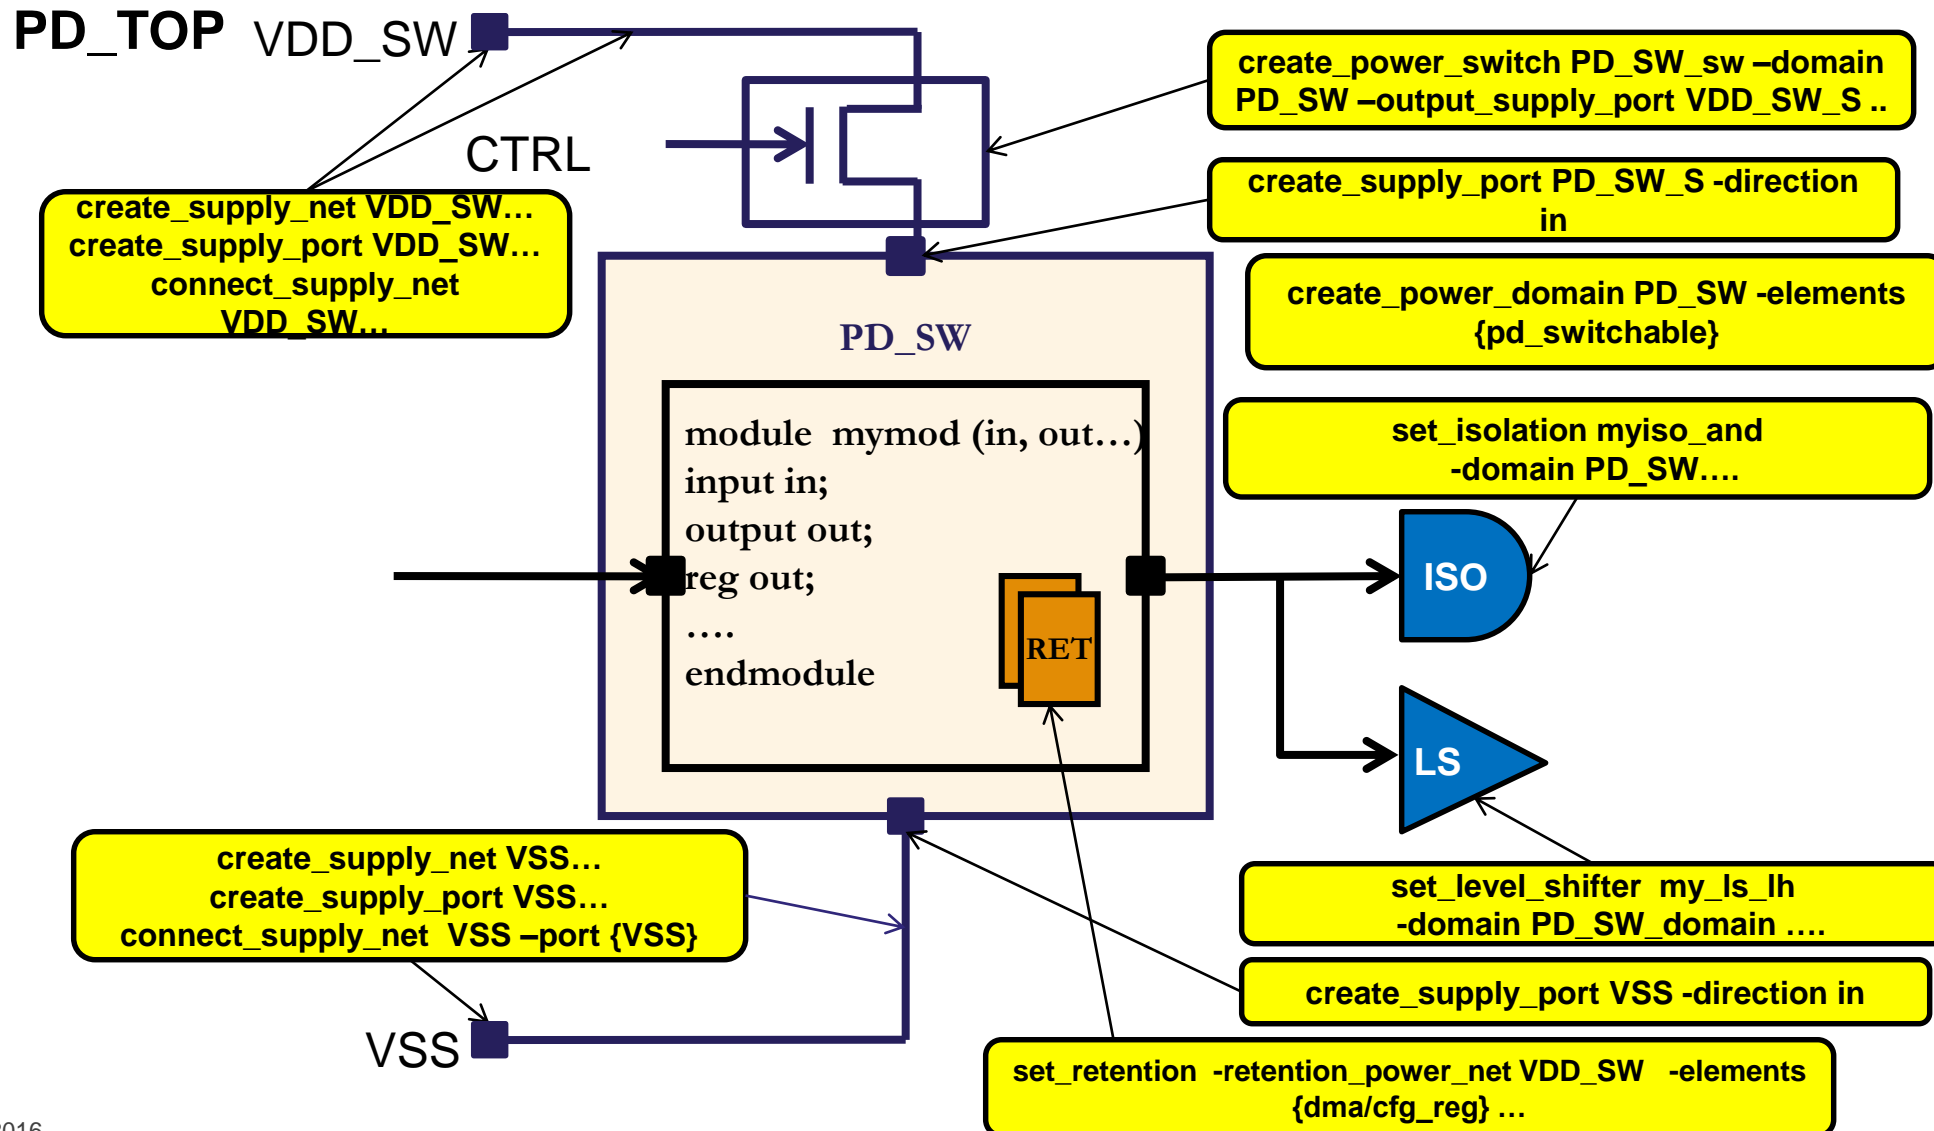 PD_TOP
VDD_SW
CTRL
create_power_switch PD_SW_sw –domain
PD_SW –output_supply_port VDD_SW_S ..
create_supply_port PD_SW_S -direction
in
create_supply_net VDD_SW…
create_supply_port VDD_SW…
connect_supply_net
VDD_SW…
create_power_domain PD_SW -elements
{pd_switchable}
PD_SW
module mymod (in, out…)
input in;
output out;
reg out;
….
endmodule
RET
set_isolation myiso_and
-domain PD_SW….
ISO
LS
create_supply_net VSS…
create_supply_port VSS…
connect_supply_net VSS –port {VSS}
set_level_shifter my_ls_lh
-domain PD_SW_domain ….
create_supply_port VSS -direction in
VSS
set_retention -retention_power_net VDD_SW -elements
{dma/cfg_reg} …
2016